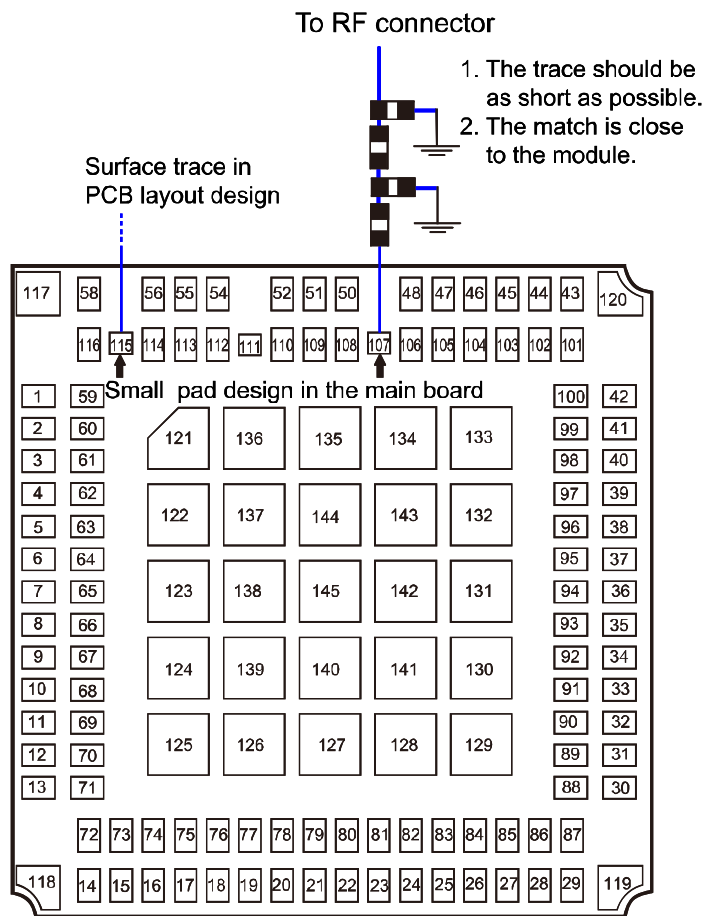 To RF connector
1. The trace should be
as short as possible.
2. The match is close
to the module.
Surface trace in
PCB layout design
117 58 56 55 54 52 51 50 48 47 46 45 44 43 120
116 115 114 113 112 111 110 109 108 107 106 105 104 103 102 101
Small pad design in the main board
1 59 100 42
2 60 121 136 135 134 133 99 41
3 61 98 40
4 62 97 39
5 63 122 137 144 143 132 96 38
6 64 95 37
7 65 123 138 145 142 131 94 36
8 66 93 35
9 67 124 139 140 141 130 92 34
10 68 91 33
11 69 125 126 127 128 129 90 32
12 70 89 31
13 71 88 30
72 73 74 75 76 77 78 79 80 81 82 83 84 85 86 87
118 14 15 16 17 18 19 20 21 22 23 24 25 26 27 28 29 119